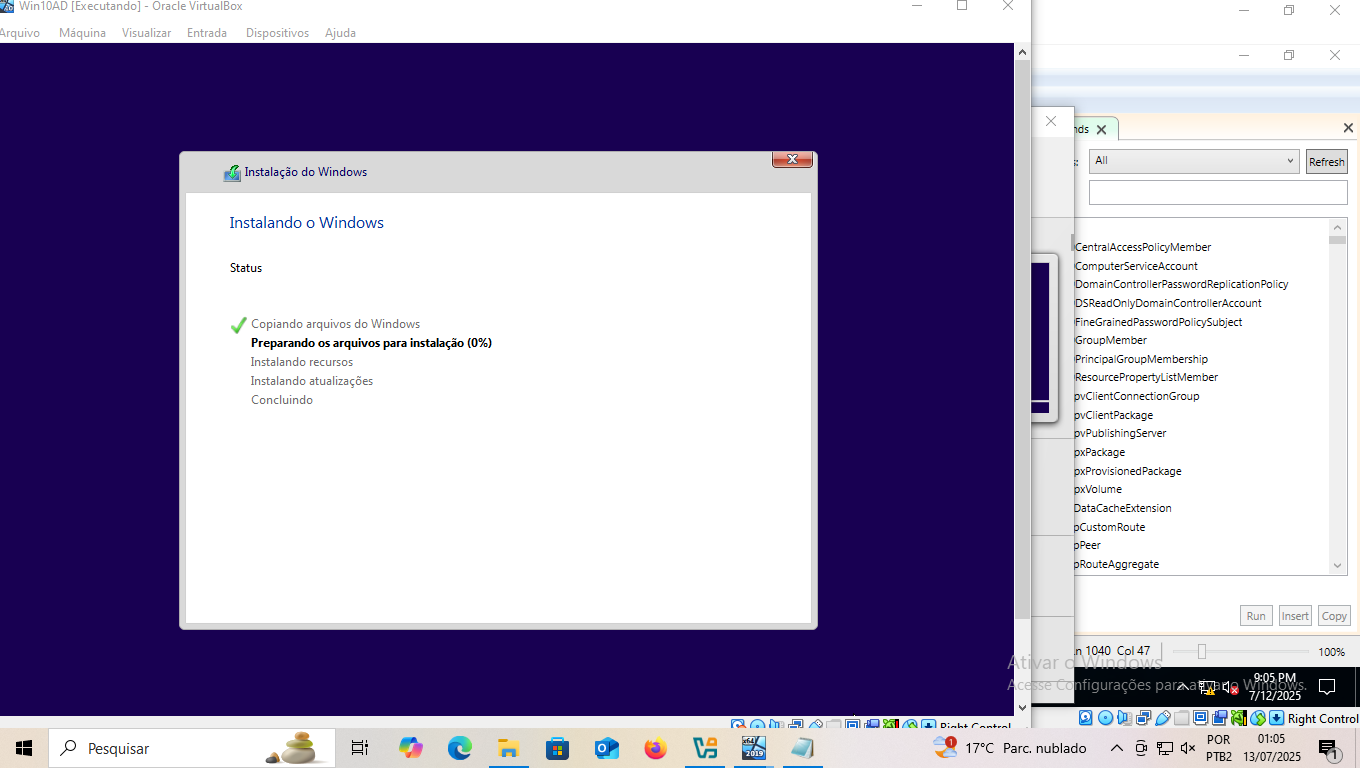 Win10AD [Executando] - Oracle VirtualBox
Arquivo Máquina Visualizar Entrada Dispositivos Ajuda
Instalação do Windows
Instalando o Windows
Status
Copiando arquivos do Windows
Preparando os arquivos para instalação (0%)
Instalando recursos
Instalando atualizações
Concluindo
Right Control
nds
All
Refresh
CentralAccessPolicyMember
ComputerServiceAccount
DomainControllerPasswordReplicationPolicy
DSReadOnlyDomainControllerAccount
FineGrainedPasswordPolicySubject
GroupMember
PrincipalGroupMembership
ResourcePropertyListMember
pvClientConnectionGroup
pvClientPackage
pvPublishingServer
pxPackage
pxProvisionedPackage
pxVolume
DataCacheExtension
pCustomRoute
pPeer
pRouteAggregate
Run Insert Copy
Ln 1040 Col 47 100%
Ativar o Windows
Acesse Configurações para ativar o Windows.
9:05 PM
7/12/2025
Right Control
Pesquisar
x64
2019
1
17°C Parc. nublado
POR
PTB2
01:05
13/07/2025
1